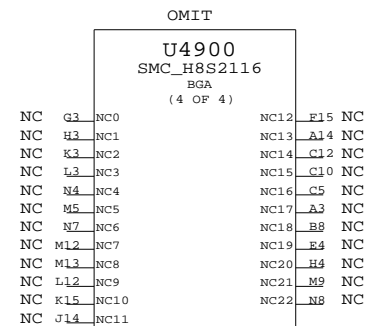 OMIT
U4900
SMC_H8S2116
BGA
(4 OF 4)
NC G3 NC0 NC12 F15 NC
NC H3 NC1 NC13 A14 NC
NC K3 NC2 NC14 C12 NC
NC L3 NC3 NC15 C10 NC
NC N4 NC4 NC16 C5 NC
NC M5 NC5 NC17 A3 NC
NC N7 NC6 NC18 B8 NC
NC M12 NC7 NC19 E4 NC
NC M13 NC8 NC20 H4 NC
NC L12 NC9 NC21 M9 NC
NC K15 NC10 NC22 N8 NC
NC J14 NC11